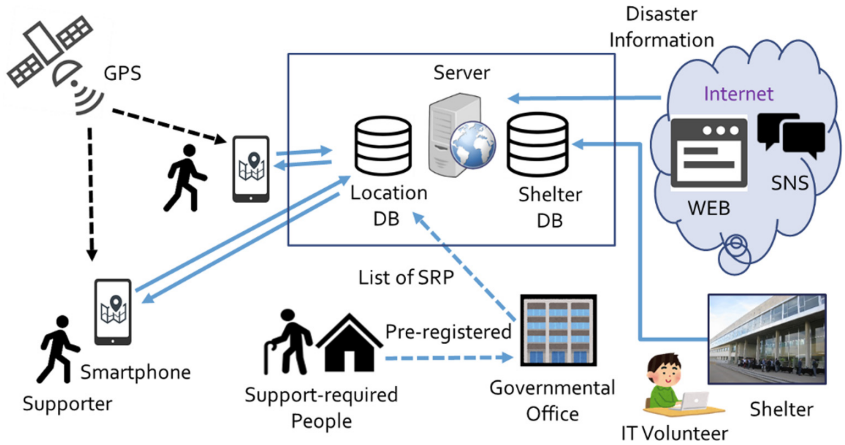 Disaster
Information
GPS
Server
Internet
Location
DB
Shelter
DB
WEB
SNS
List of SRP
Pre-registered
Smartphone
Supporter
Support-required
People
Governmental
Office
IT Volunteer
Shelter